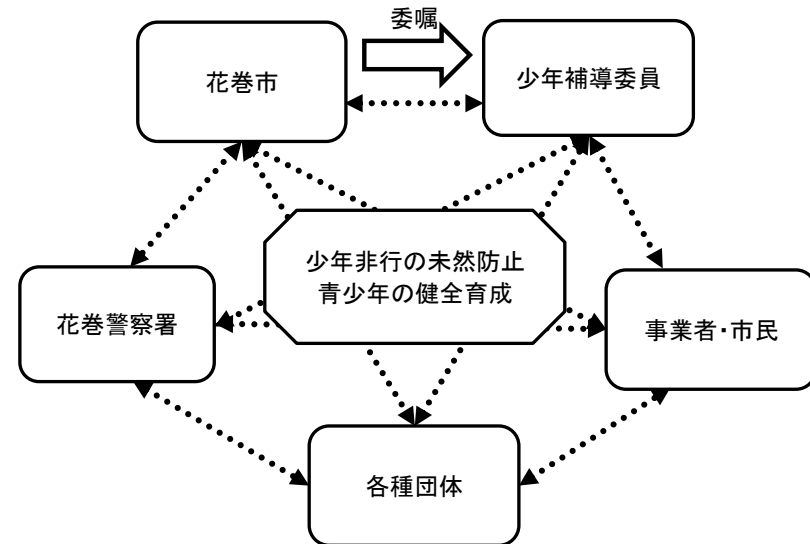 委嘱
花巻市
少年補導委員
少年非行の未然防止
青少年の健全育成
花巻警察署
事業者・市民
各種団体